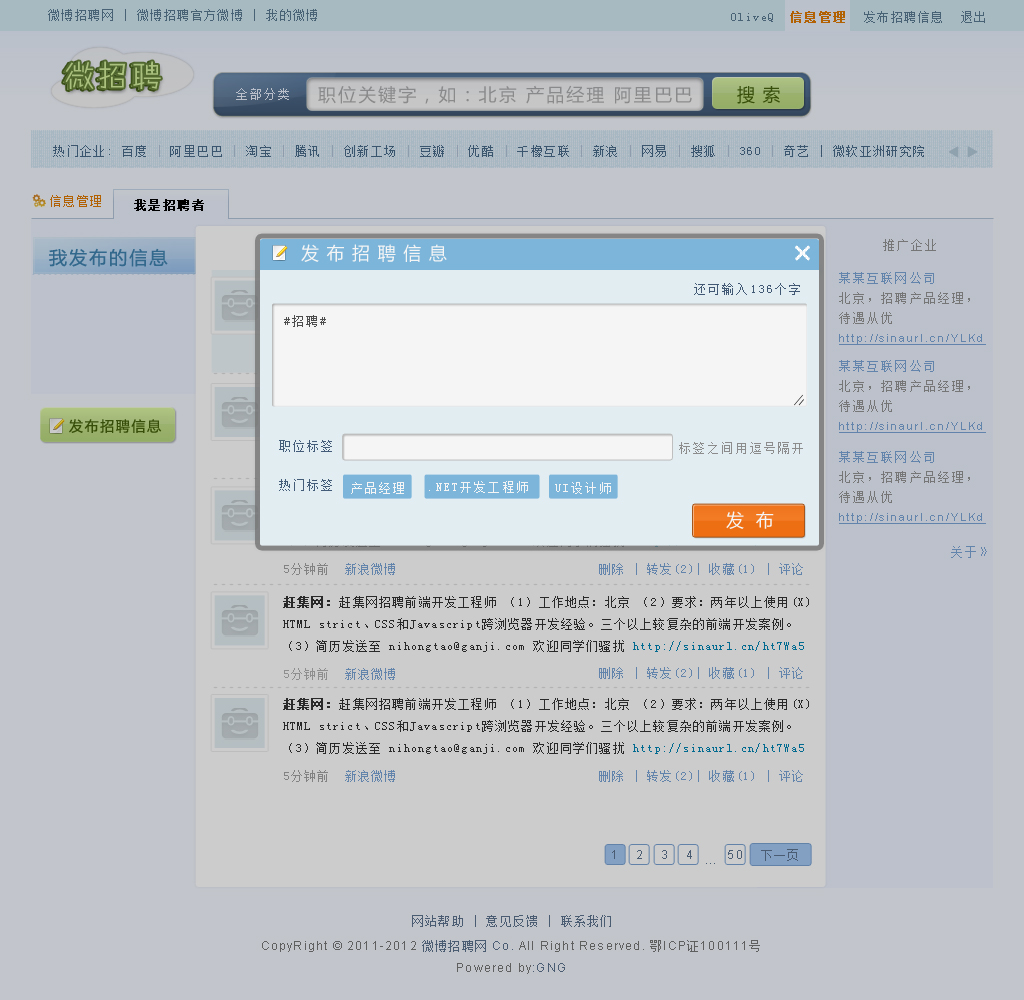 微博招聘网 | 微博招聘官方微博 | 我的微博
OliveQ 信息管理 发布招聘信息 退出
微招聘
全部分类 职位关键字，如：北京 产品经理 阿里巴巴 搜索
热门企业： 百度 | 阿里巴巴 | 淘宝 | 腾讯 | 创新工场 | 豆瓣 | 优酷 | 千橡互联 | 新浪 | 网易 | 搜狐 | 360 | 奇艺 | 微软亚洲研究院
信息管理 我是招聘者
我发布的信息
发布招聘信息
发布招聘信息
还可输入136个字
#招聘#
职位标签 标签之间用逗号隔开
热门标签 产品经理 .NET开发工程师 UI设计师
发布
推广企业
某某互联网公司
北京，招聘产品经理，
待遇从优
http://sinaurl.cn/YLKd
某某互联网公司
北京，招聘产品经理，
待遇从优
http://sinaurl.cn/YLKd
某某互联网公司
北京，招聘产品经理，
待遇从优
http://sinaurl.cn/YLKd
关于》
5分钟前 新浪微博 删除 | 转发(2)| 收藏(1) | 评论
赶集网：赶集网招聘前端开发工程师 （1）工作地点：北京 （2）要求：两年以上使用(X)
HTML strict、CSS和Javascript跨浏览器开发经验。三个以上较复杂的前端开发案例。
（3）简历发送至 nihongtao@ganji.com 欢迎同学们骚扰 http://sinaurl.cn/ht7Wa5
5分钟前 新浪微博 删除 | 转发(2)| 收藏(1) | 评论
赶集网：赶集网招聘前端开发工程师 （1）工作地点：北京 （2）要求：两年以上使用(X)
HTML strict、CSS和Javascript跨浏览器开发经验。三个以上较复杂的前端开发案例。
（3）简历发送至 nihongtao@ganji.com 欢迎同学们骚扰 http://sinaurl.cn/ht7Wa5
5分钟前 新浪微博 删除 | 转发(2)| 收藏(1) | 评论
1 2 3 4 ... 50 下一页
网站帮助 | 意见反馈 | 联系我们
CopyRight © 2011-2012 微博招聘网 Co. All Right Reserved. 鄂ICP证100111号
Powered by:GNG